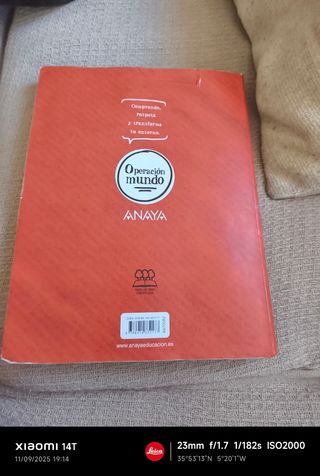 Comprende,
respeta
y transforma
tu entorno.
Operación
mundo
ANAYA
www.anayaeducacion.es
XIAOMI 14T
11/09/2025 19:14
Leica
23mm f/1.7 1/182s ISO2000
35°53'13"N 5°20'1"W